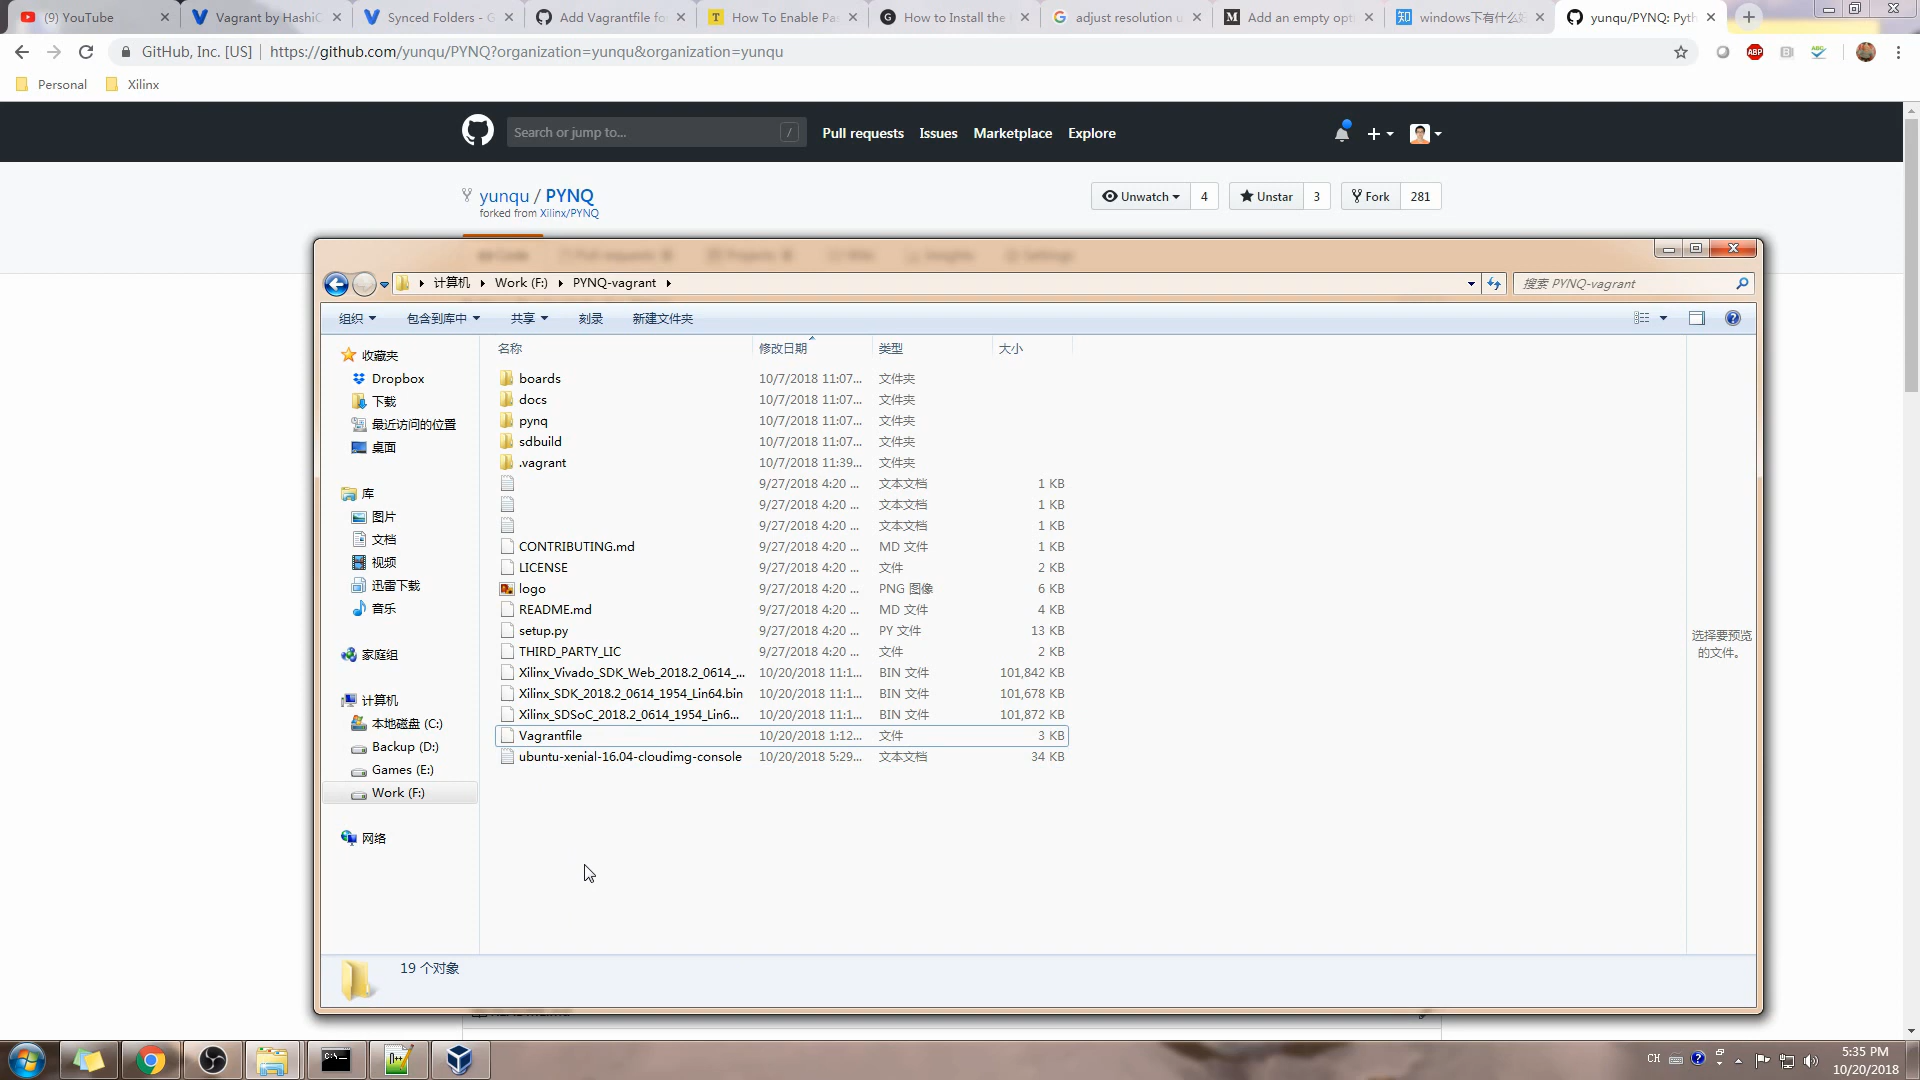 (9) YouTube
Vagrant by HashiC
Synced Folders - G
Add Vagrantfile fo
How To Enable Pa
How to Install the
adjust resolution u
Add an empty opti
windows下有什么好
yunqu/PYNQ: Pyth
GitHub, Inc. [US] | https://github.com/yunqu/PYNQ?organization=yunqu&organization=yunqu
ABP
Personal
Xilinx
Search or jump to...
/
Pull requests Issues Marketplace Explore
yunqu / PYNQ
forked from Xilinx/PYNQ
Unwatch 4
Unstar 3
Fork 281
Code Pull requests Projects Wiki Insights Settings
计算机 Work (F:) PYNQ-vagrant
搜索 PYNQ-vagrant
组织 包含到库中 共享 刻录 新建文件夹
名称 修改日期 类型 大小
收藏夹
Dropbox
下载
最近访问的位置
桌面
库
图片
文档
视频
迅雷下载
音乐
家庭组
计算机
本地磁盘 (C:)
Backup (D:)
Games (E:)
Work (F:)
网络
boards 10/7/2018 11:07... 文件夹
docs 10/7/2018 11:07... 文件夹
pynq 10/7/2018 11:07... 文件夹
sdbuild 10/7/2018 11:07... 文件夹
.vagrant 10/7/2018 11:39... 文件夹
9/27/2018 4:20 ... 文本文档 1 KB
9/27/2018 4:20 ... 文本文档 1 KB
9/27/2018 4:20 ... 文本文档 1 KB
CONTRIBUTING.md 9/27/2018 4:20 ... MD 文件 1 KB
LICENSE 9/27/2018 4:20 ... 文件 2 KB
logo 9/27/2018 4:20 ... PNG 图像 6 KB
README.md 9/27/2018 4:20 ... MD 文件 4 KB
setup.py 9/27/2018 4:20 ... PY 文件 13 KB
THIRD_PARTY_LIC 9/27/2018 4:20 ... 文件 2 KB
Xilinx_Vivado_SDK_Web_2018.2_0614_... 10/20/2018 11:1... BIN 文件 101,842 KB
Xilinx_SDK_2018.2_0614_1954_Lin64.bin 10/20/2018 11:1... BIN 文件 101,678 KB
Xilinx_SDSoC_2018.2_0614_1954_Lin6... 10/20/2018 11:1... BIN 文件 101,872 KB
Vagrantfile 10/20/2018 1:12... 文件 3 KB
ubuntu-xenial-16.04-cloudimg-console 10/20/2018 5:29... 文本文档 34 KB
选择要预览
的文件。
19 个对象
CH
5:35 PM
10/20/2018